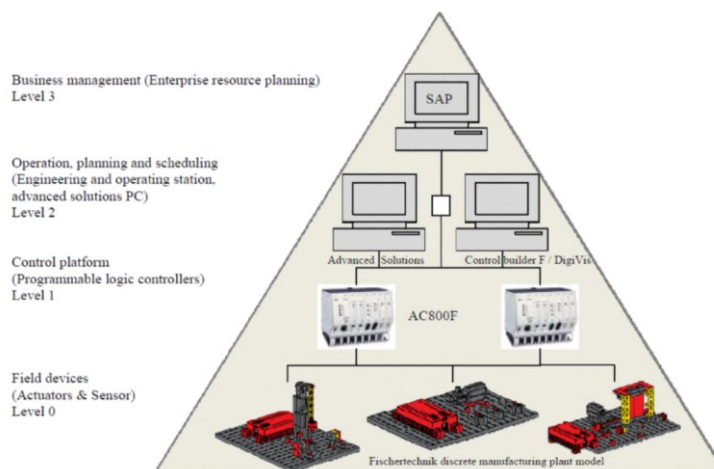 Business management (Enterprise resource planning)
Level 3
SAP
Operation, planning and scheduling
(Engineering and operating station,
advanced solutions PC)
Level 2
Advanced Solutions
Controlbuilder F / DigiVis
Control platform
(Programmable logic controllers)
Level 1
AC800F
Field devices
(Actuators & Sensor)
Level 0
Fischertechnik discrete manufacturing plant model